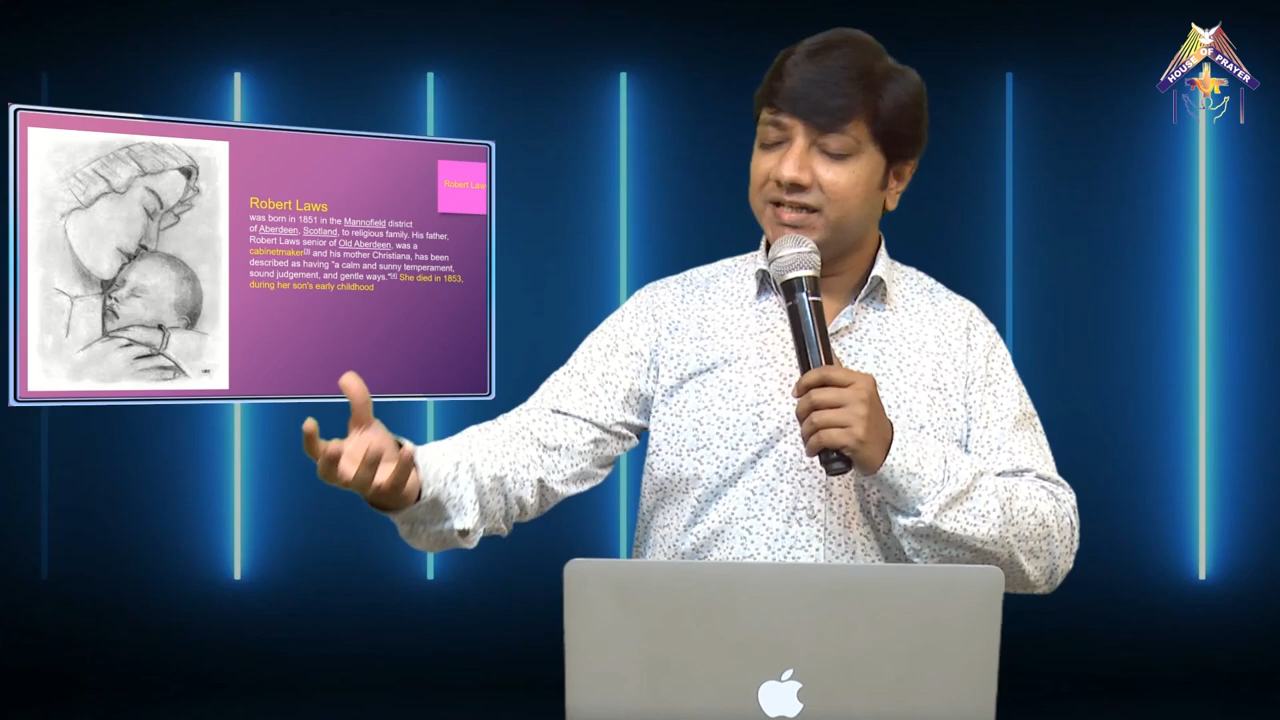 Robert Laws
was born in 1851 in the Mannofield district
of Aberdeen, Scotland, to religious family. His father,
Robert Laws senior of Old Aberdeen, was a
cabinetmaker[3] and his mother Christiana, has been
described as having "a calm and sunny temperament,
sound judgement, and gentle ways."[4] She died in 1853,
during her son's early childhood
Robert Law
HOUSE OF PRAYER